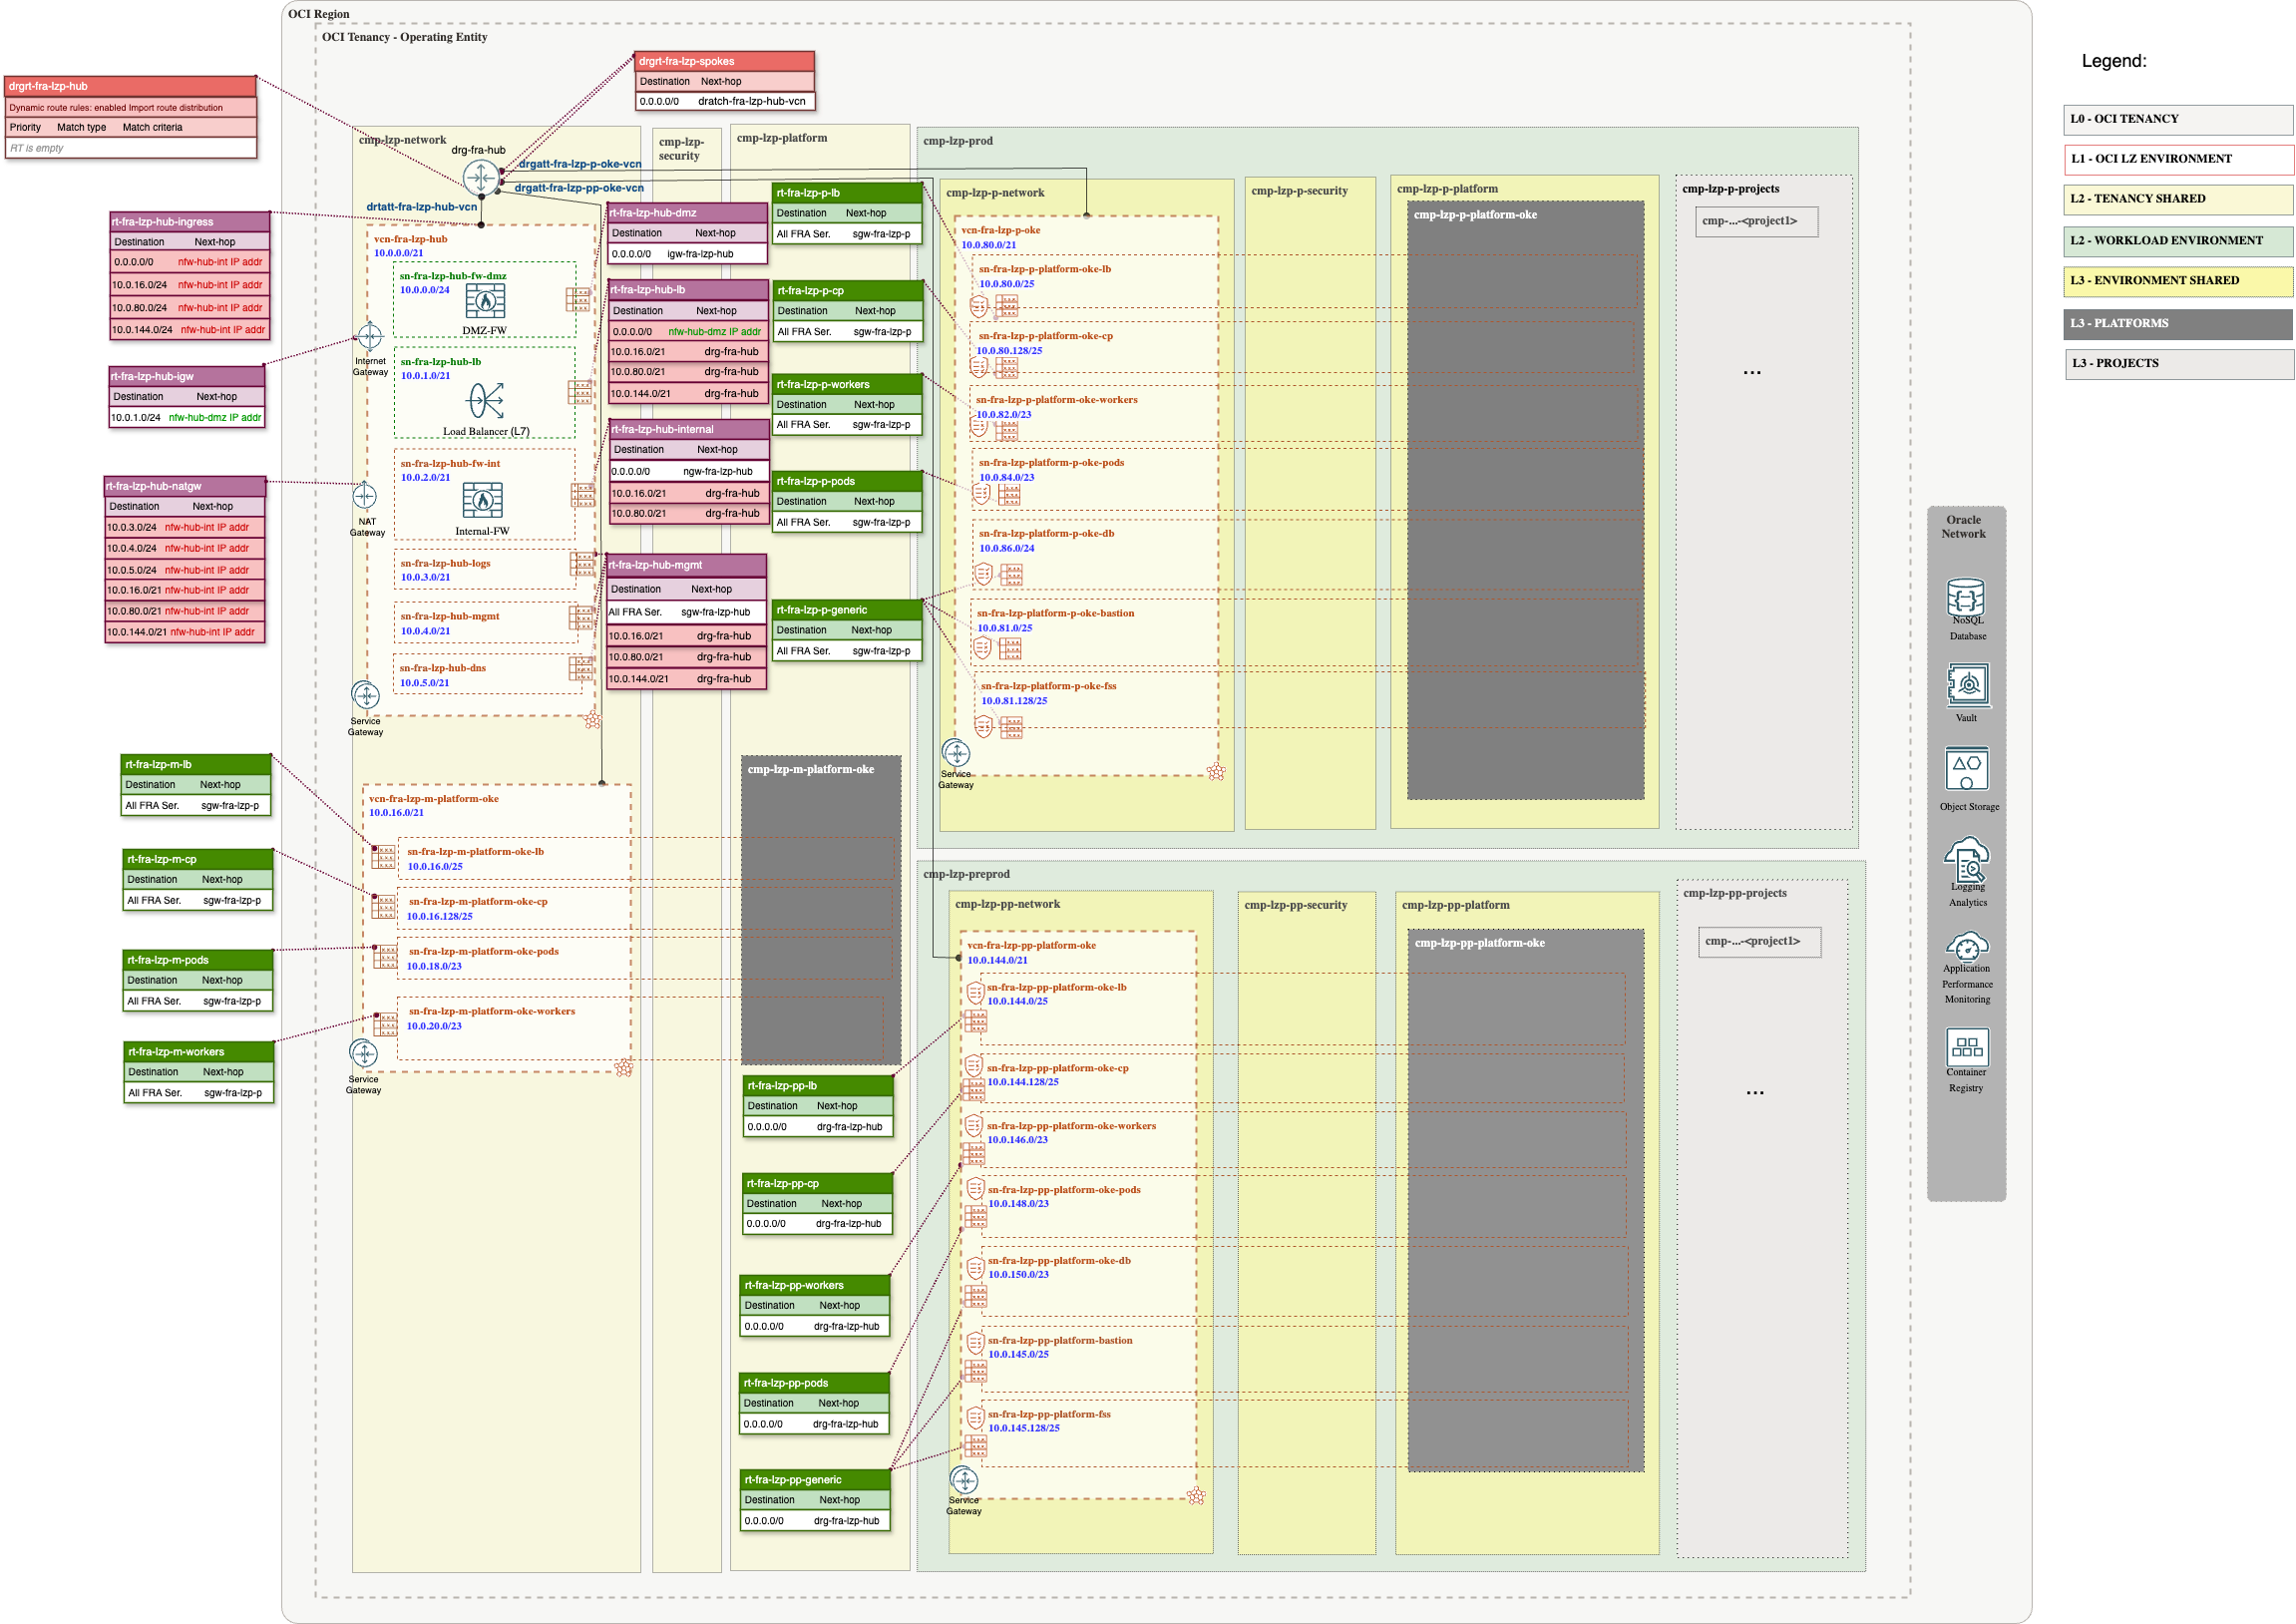 OCI Region
OCI Tenancy - Operating Entity
Legend:
L0 - OCI TENANCY
L1 - OCI LZ ENVIRONMENT
L2 - TENANCY SHARED
L2 - WORKLOAD ENVIRONMENT
L3 - ENVIRONMENT SHARED
L3 - PLATFORMS
L3 - PROJECTS
drgrt-fra-lzp-hub
Dynamic route rules: enabled Import route distribution
Priority Match type Match criteria
RT is empty
drgrt-fra-lzp-spokes
Destination Next-hop
0.0.0.0/0 dratch-fra-lzp-hub-vcn
rt-fra-lzp-hub-ingress
Destination Next-hop
0.0.0.0/0 nfw-hub-int IP addr
10.0.16.0/24 nfw-hub-int IP addr
10.0.80.0/24 nfw-hub-int IP addr
10.0.144.0/24 nfw-hub-int IP addr
rt-fra-lzp-hub-igw
Destination Next-hop
10.0.1.0/24 nfw-hub-dmz IP addr
rt-fra-lzp-hub-natgw
Destination Next-hop
10.0.3.0/24 nfw-hub-int IP addr
10.0.4.0/24 nfw-hub-int IP addr
10.0.5.0/24 nfw-hub-int IP addr
10.0.16.0/21 nfw-hub-int IP addr
10.0.80.0/21 nfw-hub-int IP addr
10.0.144.0/21 nfw-hub-int IP addr
rt-fra-lzp-m-lb
Destination Next-hop
All FRA Ser. sgw-fra-lzp-p
rt-fra-lzp-m-cp
Destination Next-hop
All FRA Ser. sgw-fra-lzp-p
rt-fra-lzp-m-pods
Destination Next-hop
All FRA Ser. sgw-fra-lzp-p
rt-fra-lzp-m-workers
Destination Next-hop
All FRA Ser. sgw-fra-lzp-p
cmp-lzp-network
drg-fra-hub
drgatt-fra-lzp-p-oke-vcn
drgatt-fra-lzp-pp-oke-vcn
drtatt-fra-lzp-hub-vcn
vcn-fra-lzp-hub
10.0.0.0/21
sn-fra-lzp-hub-fw-dmz
10.0.0.0/24
DMZ-FW
Internet
Gateway
sn-fra-lzp-hub-lb
10.0.1.0/21
Load Balancer (L7)
sn-fra-lzp-hub-fw-int
10.0.2.0/21
Internal-FW
NAT
Gateway
sn-fra-lzp-hub-logs
10.0.3.0/21
sn-fra-lzp-hub-mgmt
10.0.4.0/21
sn-fra-lzp-hub-dns
10.0.5.0/21
Service
Gateway
vcn-fra-lzp-m-platform-oke
10.0.16.0/21
sn-fra-lzp-m-platform-oke-lb
10.0.16.0/25
sn-fra-lzp-m-platform-oke-cp
10.0.16.128/25
sn-fra-lzp-m-platform-oke-pods
10.0.18.0/23
sn-fra-lzp-m-platform-oke-workers
10.0.20.0/23
Service
Gateway
cmp-lzp-
security
cmp-lzp-platform
rt-fra-lzp-hub-dmz
Destination Next-hop
0.0.0.0/0 igw-fra-lzp-hub
rt-fra-lzp-hub-lb
Destination Next-hop
0.0.0.0/0 nfw-hub-dmz IP addr
10.0.16.0/21 drg-fra-hub
10.0.80.0/21 drg-fra-hub
10.0.144.0/21 drg-fra-hub
rt-fra-lzp-hub-internal
Destination Next-hop
0.0.0.0/0 ngw-fra-lzp-hub
10.0.16.0/21 drg-fra-hub
10.0.80.0/21 drg-fra-hub
rt-fra-lzp-hub-mgmt
Destination Next-hop
All FRA Ser. sgw-fra-lzp-hub
10.0.16.0/21 drg-fra-hub
10.0.80.0/21 drg-fra-hub
10.0.144.0/21 drg-fra-hub
rt-fra-lzp-p-lb
Destination Next-hop
All FRA Ser. sgw-fra-lzp-p
rt-fra-lzp-p-cp
Destination Next-hop
All FRA Ser. sgw-fra-lzp-p
rt-fra-lzp-p-workers
Destination Next-hop
All FRA Ser. sgw-fra-lzp-p
rt-fra-lzp-p-pods
Destination Next-hop
All FRA Ser. sgw-fra-lzp-p
rt-fra-lzp-p-generic
Destination Next-hop
All FRA Ser. sgw-fra-lzp-p
cmp-lzp-m-platform-oke
rt-fra-lzp-pp-lb
Destination Next-hop
0.0.0.0/0 drg-fra-lzp-hub
rt-fra-lzp-pp-cp
Destination Next-hop
0.0.0.0/0 drg-fra-lzp-hub
rt-fra-lzp-pp-workers
Destination Next-hop
0.0.0.0/0 drg-fra-lzp-hub
rt-fra-lzp-pp-pods
Destination Next-hop
0.0.0.0/0 drg-fra-lzp-hub
rt-fra-lzp-pp-generic
Destination Next-hop
0.0.0.0/0 drg-fra-lzp-hub
cmp-lzp-prod
cmp-lzp-p-network
vcn-fra-lzp-p-oke
10.0.80.0/21
sn-fra-lzp-p-platform-oke-lb
10.0.80.0/25
sn-fra-lzp-p-platform-oke-cp
10.0.80.128/25
sn-fra-lzp-p-platform-oke-workers
10.0.82.0/23
sn-fra-lzp-platform-p-oke-pods
10.0.84.0/23
sn-fra-lzp-platform-p-oke-db
10.0.86.0/24
sn-fra-lzp-platform-p-oke-bastion
10.0.81.0/25
sn-fra-lzp-platform-p-oke-fss
10.0.81.128/25
Service
Gateway
cmp-lzp-p-security
cmp-lzp-p-platform
cmp-lzp-p-platform-oke
cmp-lzp-p-projects
cmp-...-<project1>
...
cmp-lzp-preprod
cmp-lzp-pp-network
vcn-fra-lzp-pp-platform-oke
10.0.144.0/21
sn-fra-lzp-pp-platform-oke-lb
10.0.144.0/25
sn-fra-lzp-pp-platform-oke-cp
10.0.144.128/25
sn-fra-lzp-pp-platform-oke-workers
10.0.146.0/23
sn-fra-lzp-pp-platform-oke-pods
10.0.148.0/23
sn-fra-lzp-pp-platform-oke-db
10.0.150.0/23
sn-fra-lzp-pp-platform-bastion
10.0.145.0/25
sn-fra-lzp-pp-platform-fss
10.0.145.128/25
Service
Gateway
cmp-lzp-pp-security
cmp-lzp-pp-platform
cmp-lzp-pp-platform-oke
cmp-lzp-pp-projects
cmp-...-<project1>
...
Oracle
Network
NoSQL
Database
Vault
Object Storage
Logging
Analytics
Application
Performance
Monitoring
Container
Registry